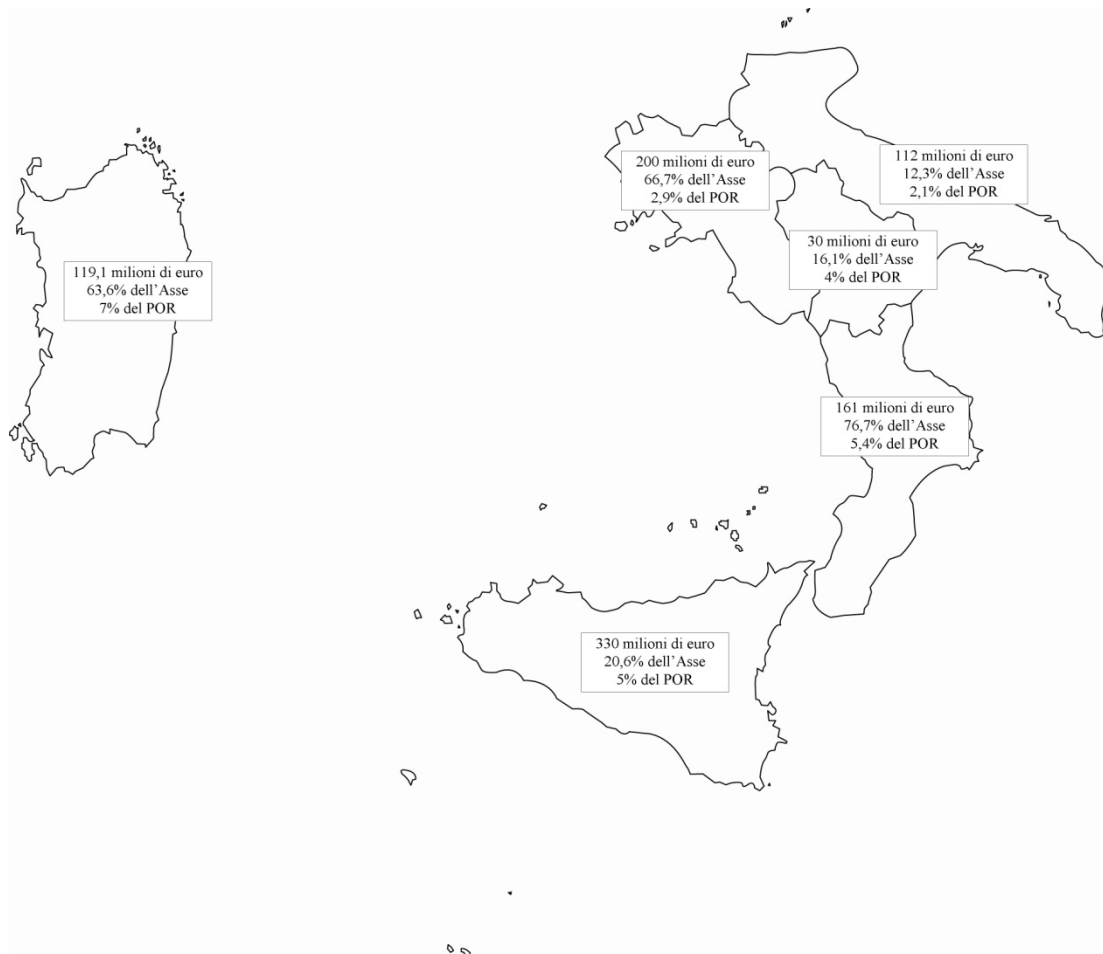 200 milioni di euro
66,7% dell'Asse
2,9% del POR
112 milioni di euro
12,3% dell'Asse
2,1% del POR
30 milioni di euro
16,1% dell'Asse
4% del POR
119,1 milioni di euro
63,6% dell'Asse
7% del POR
161 milioni di euro
76,7% dell'Asse
5,4% del POR
330 milioni di euro
20,6% dell'Asse
5% del POR